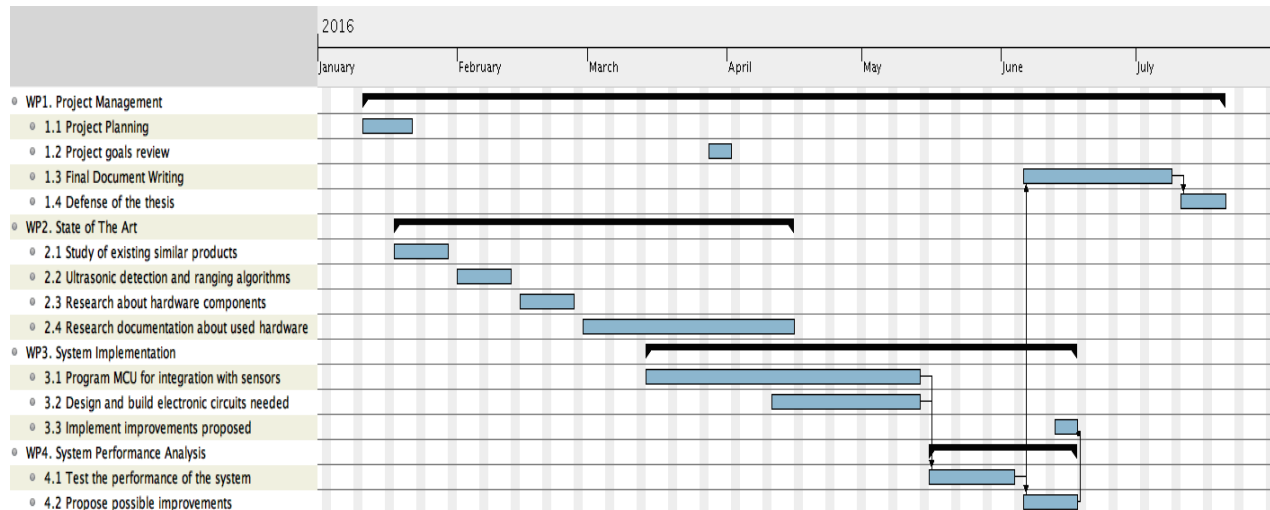 2016
January February March April May June July
WP1. Project Management
1.1 Project Planning
1.2 Project goals review
1.3 Final Document Writing
1.4 Defense of the thesis
WP2. State of The Art
2.1 Study of existing similar products
2.2 Ultrasonic detection and ranging algorithms
2.3 Research about hardware components
2.4 Research documentation about used hardware
WP3. System Implementation
3.1 Program MCU for integration with sensors
3.2 Design and build electronic circuits needed
3.3 Implement improvements proposed
WP4. System Performance Analysis
4.1 Test the performance of the system
4.2 Propose possible improvements